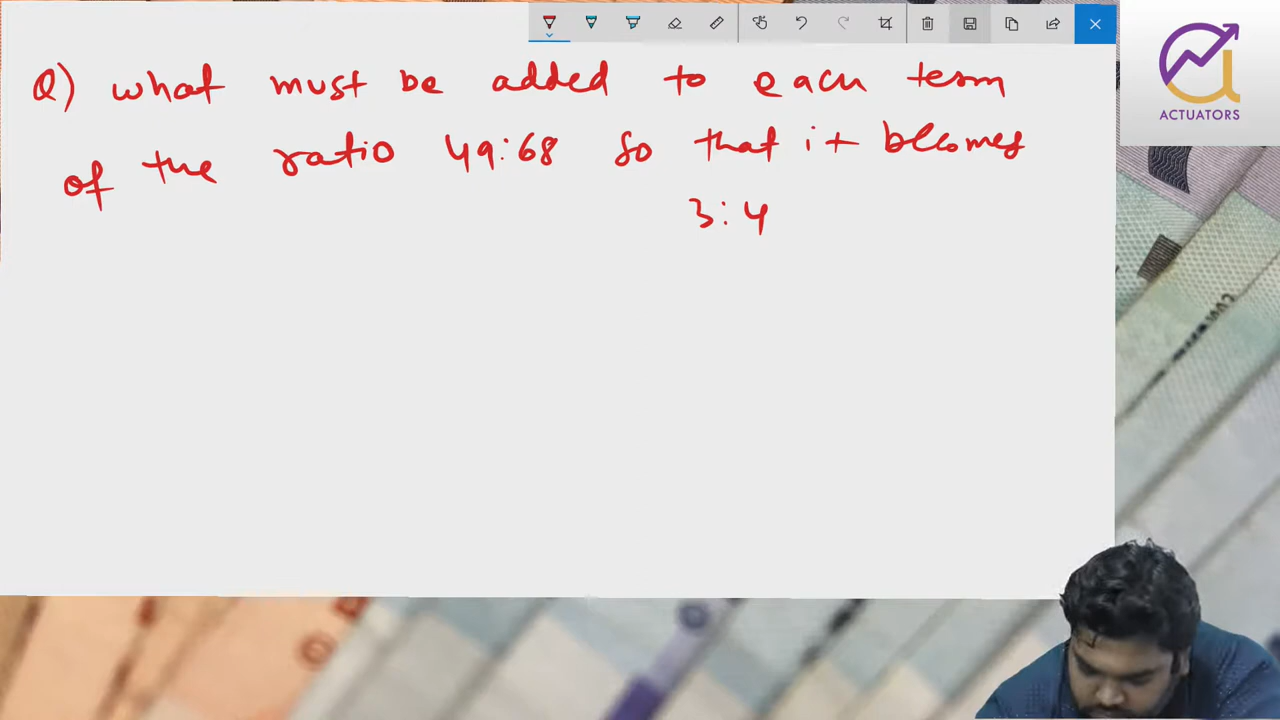 Q) what must be added to each term
of the ratio 49:68 so that it becomes
3:4
ACTUATORS